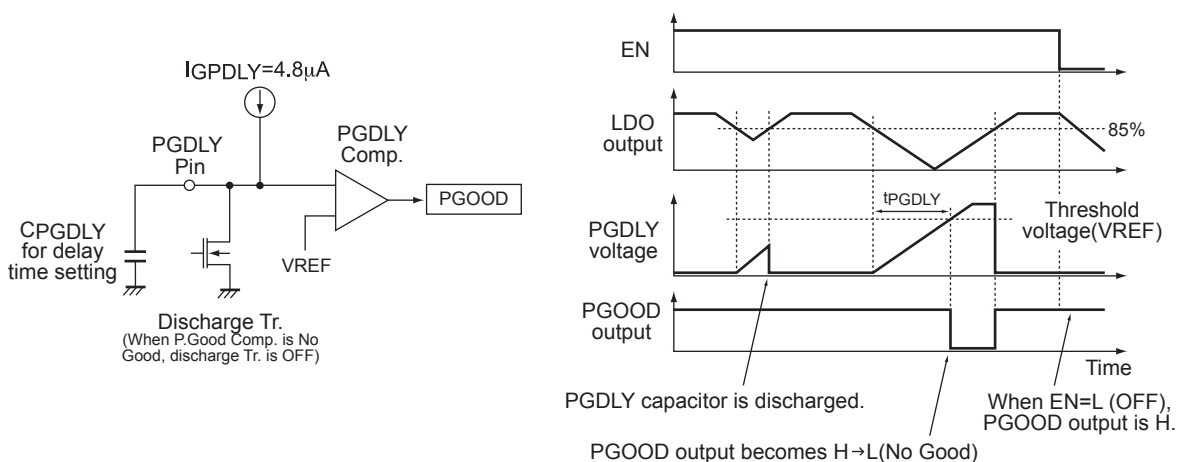 IGPDLY=4.8μA
PGDLY
Pin
PGDLY
Comp.
PGOOD
CPGDLY
for delay
time setting
VREF
Discharge Tr.
(When P.Good Comp. is No
Good, discharge Tr. is OFF)
EN
LDO
output
85%
tPGDLY
PGDLY
voltage
Threshold
voltage(VREF)
PGOOD
output
Time
PGDLY capacitor is discharged.
When EN=L (OFF),
PGOOD output is H.
PGOOD output becomes H→L(No Good)